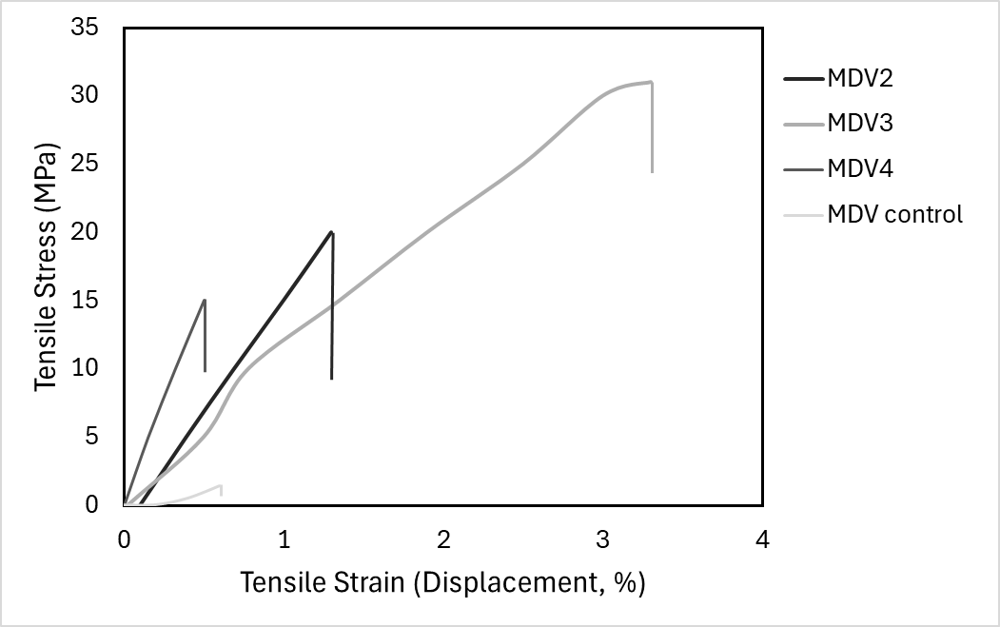 35
30
25
20
15
10
5
0
Tensile Stress (MPa)
0 1 2 3 4
Tensile Strain (Displacement, %)
MDV2
MDV3
MDV4
MDV control